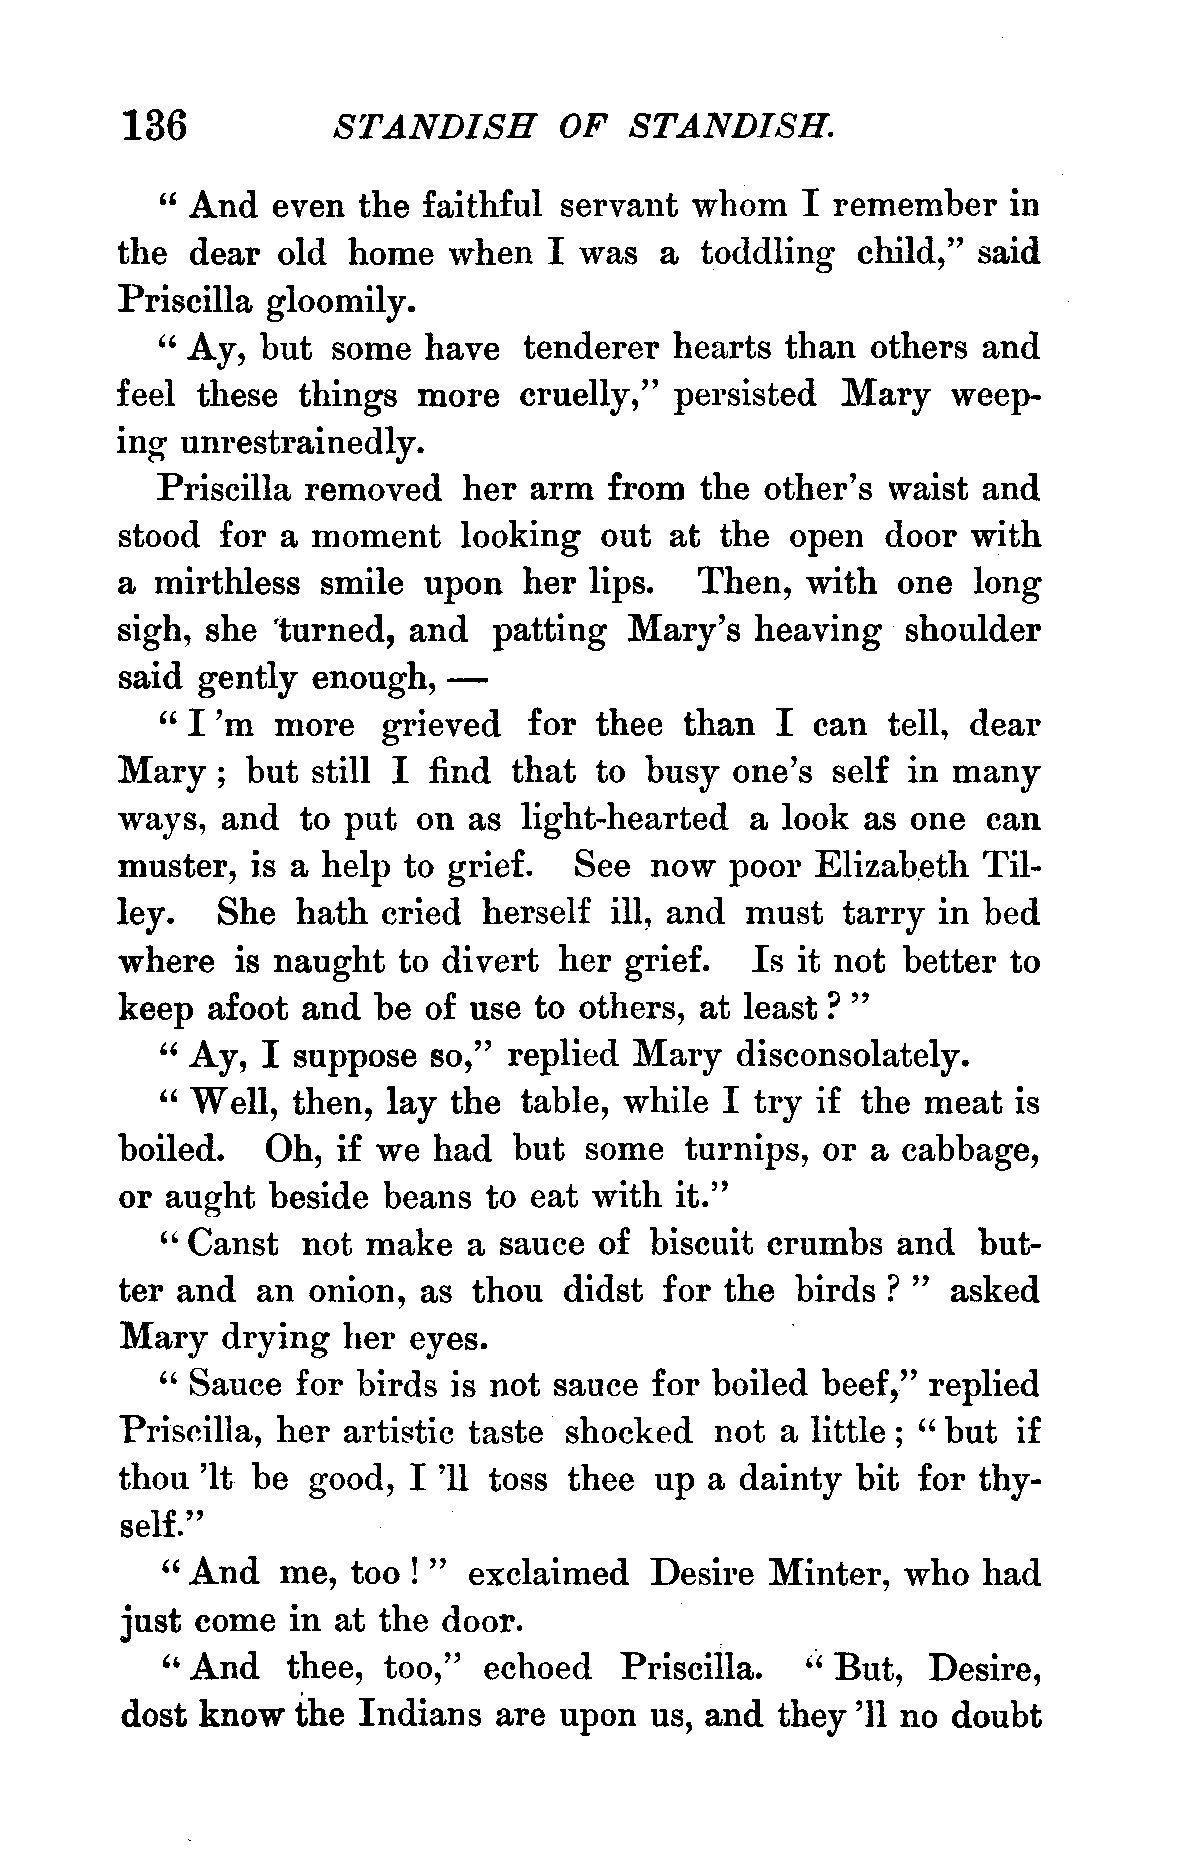 136 STANDISH OF STANDISH.
" And even the faithful servant whom I remember in
the dear old home when I was a toddling child," said
Priscilla gloomily.
" Ay, but some have tenderer hearts than others and
feel these things more cruelly," persisted Mary weep-
ing unrestrainedly.
Priscilla removed her arm from the other's waist and
stood for a moment looking out at the open door with
a mirthless smile upon her lips. Then, with one long
sigh, she turned, and patting Mary's heaving shoulder
said gently enough, —
" I 'm more grieved for thee than I can tell, dear
Mary ; but still I find that to busy one's self in many
ways, and to put on as light-hearted a look as one can
muster, is a help to grief. See now poor Elizabeth Til-
ley. She hath cried herself ill, and must tarry in bed
where is naught to divert her grief. Is it not better to
keep afoot and be of use to others, at least ? "
" Ay, I suppose so," replied Mary disconsolately.
" Well, then, lay the table, while I try if the meat is
boiled. Oh, if we had but some turnips, or a cabbage,
or aught beside beans to eat with it."
" Canst not make a sauce of biscuit crumbs and but-
ter and an onion, as thou didst for the birds ? " asked
Mary drying her eyes.
" Sauce for birds is not sauce for boiled beef," replied
Priscilla, her artistic taste shocked not a little ; " but if
thou 'lt be good, I 'll toss thee up a dainty bit for thy-
self."
" And me, too ! " exclaimed Desire Minter, who had
just come in at the door.
" And thee, too," echoed Priscilla. " But, Desire,
dost know the Indians are upon us, and they 'll no doubt